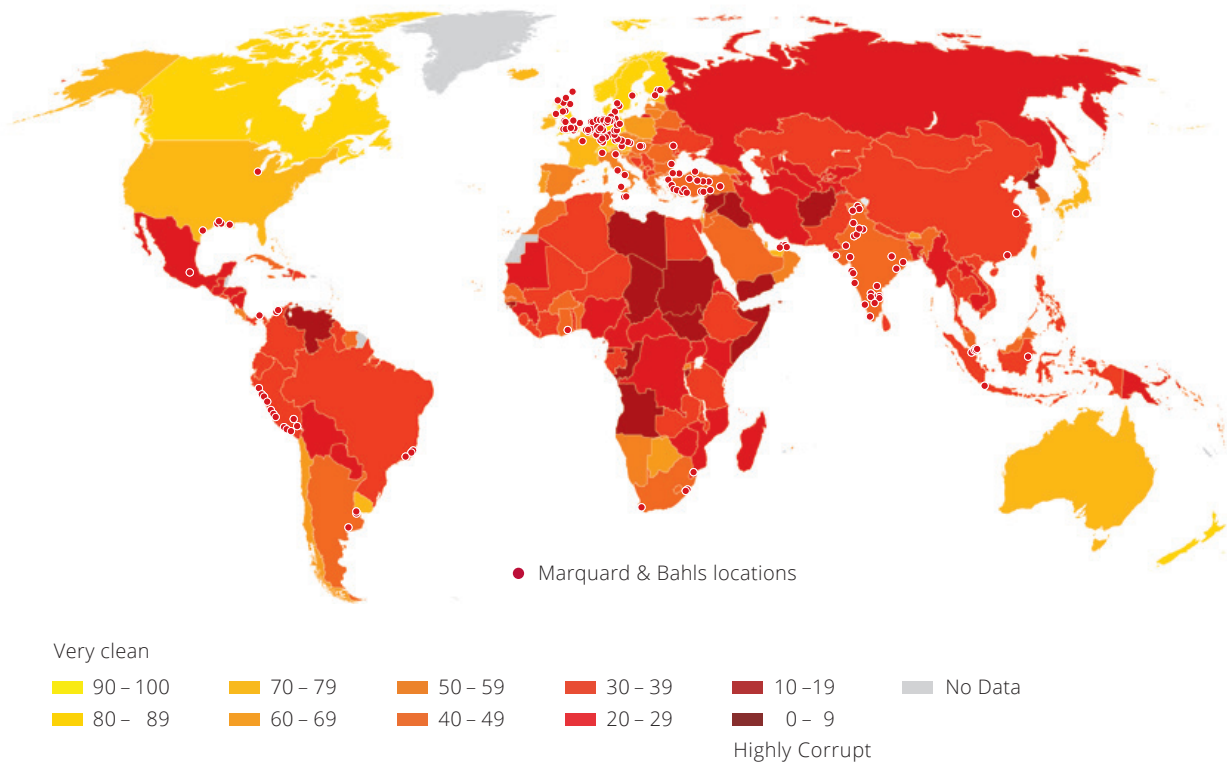 Marquard & Bahls locations
Very clean
90 – 100
70 – 79
50 – 59
30 – 39
10 –19
No Data
80 – 89
60 – 69
40 – 49
20 – 29
0 – 9
Highly Corrupt